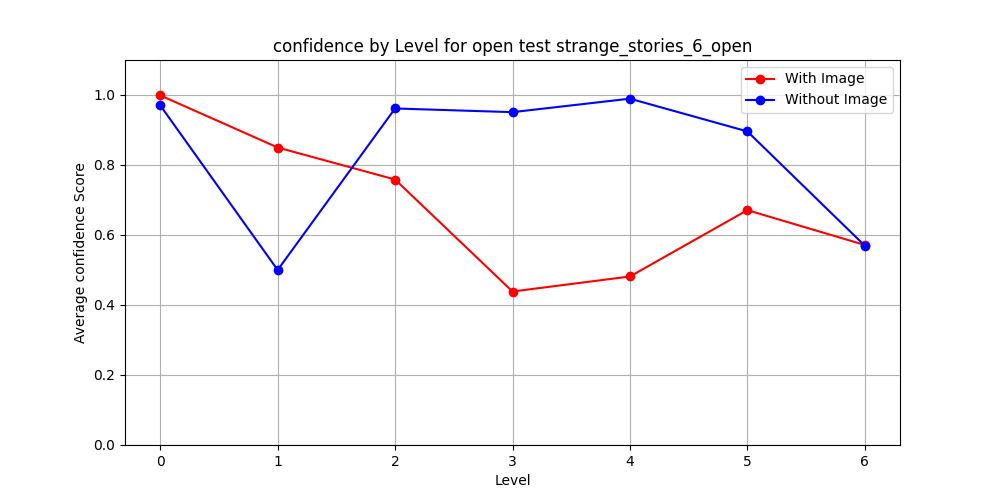 confidence by Level for open test strange_stories_6_open
With Image
Without Image
Average confidence Score
1.0
0.8
0.6
0.4
0.2
0.0
0 1 2 3 4 5 6
Level